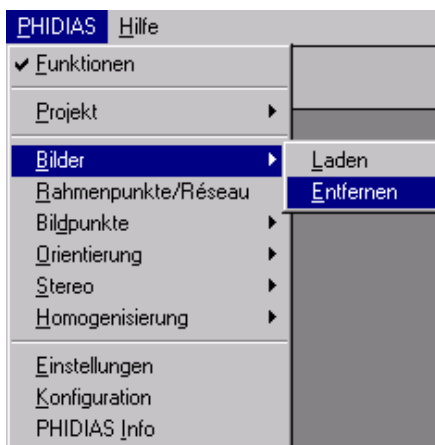 PHIDIAS Hilfe
Funktionen
Projekt
Bilder
Laden
Rahmenpunkte/Réseau
Entfernen
Bildpunkte
Orientierung
Stereo
Homogenisierung
Einstellungen
Konfiguration
PHIDIAS Info